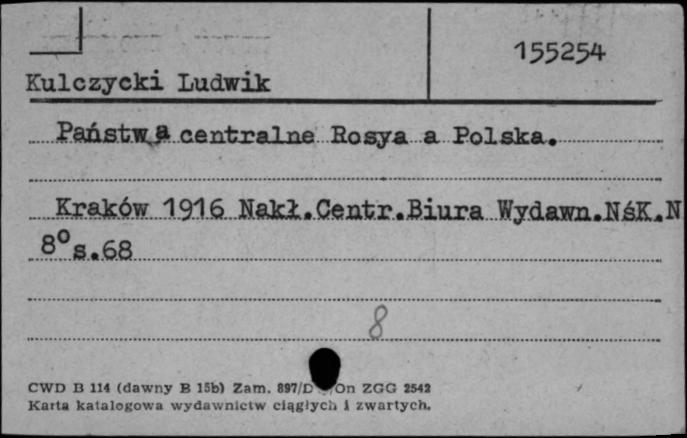 155254
Kulczycki Ludwik
Państwa centralne Rosya a Polska.
Kraków 1916 Nakł.Centr.Biura Wydawn.NśK.N
8° s.68
8
CWD B 114 (dawny B 15b) Zam. 897/D /On ZGG 2542
Karta katalogowa wydawnictw ciągłych i zwartych.